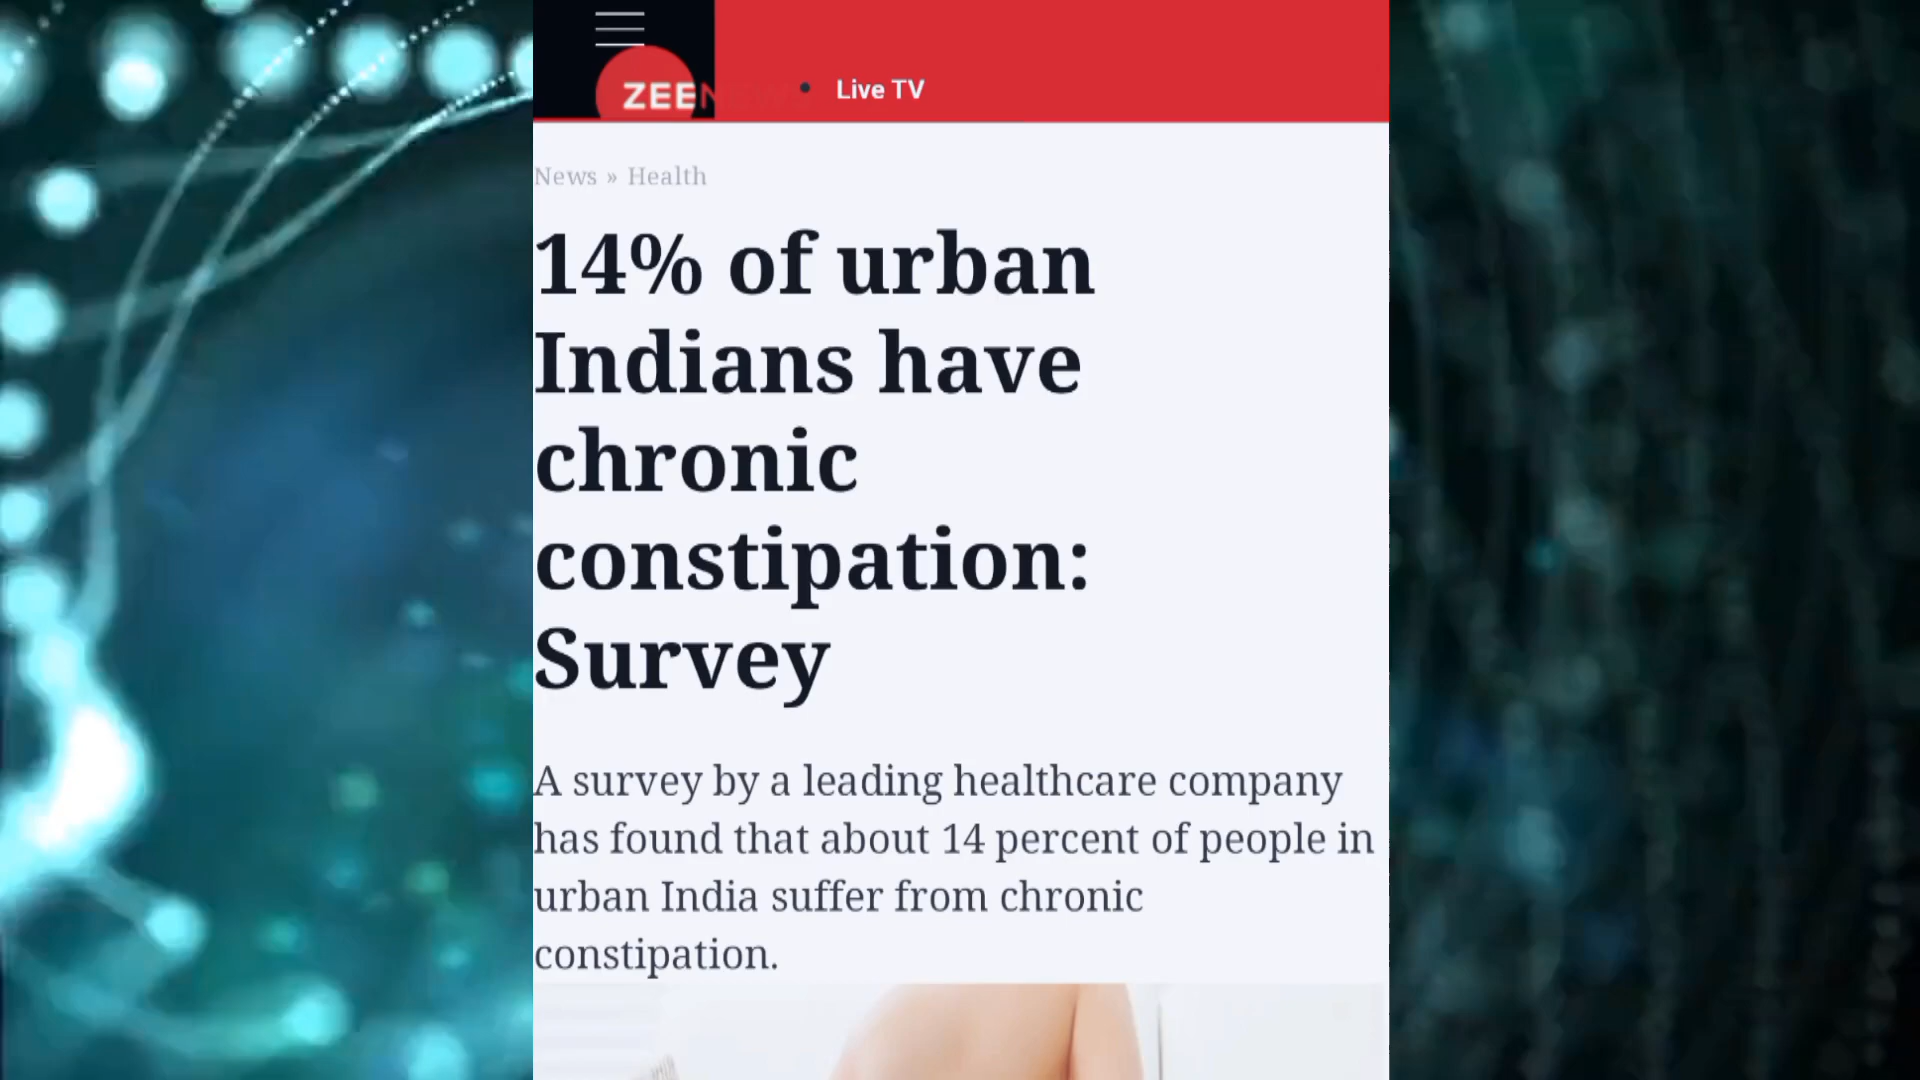 ZEENEWS
Live TV
News » Health
14% of urban
Indians have
chronic
constipation:
Survey
A survey by a leading healthcare company
has found that about 14 percent of people in
urban India suffer from chronic
constipation.